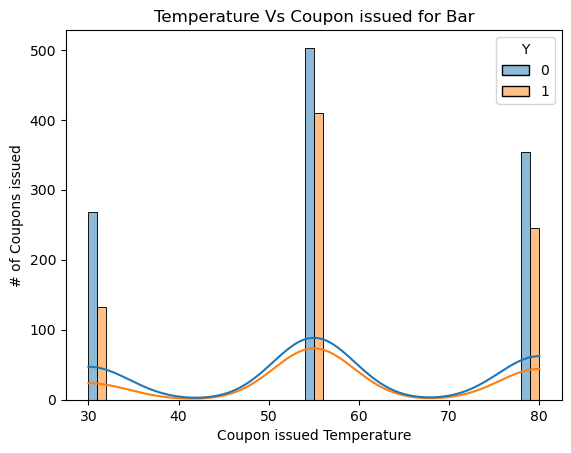 Temperature Vs Coupon issued for Bar
Y
0
1
# of Coupons issued
500
400
300
200
100
0
30 40 50 60 70 80
Coupon issued Temperature